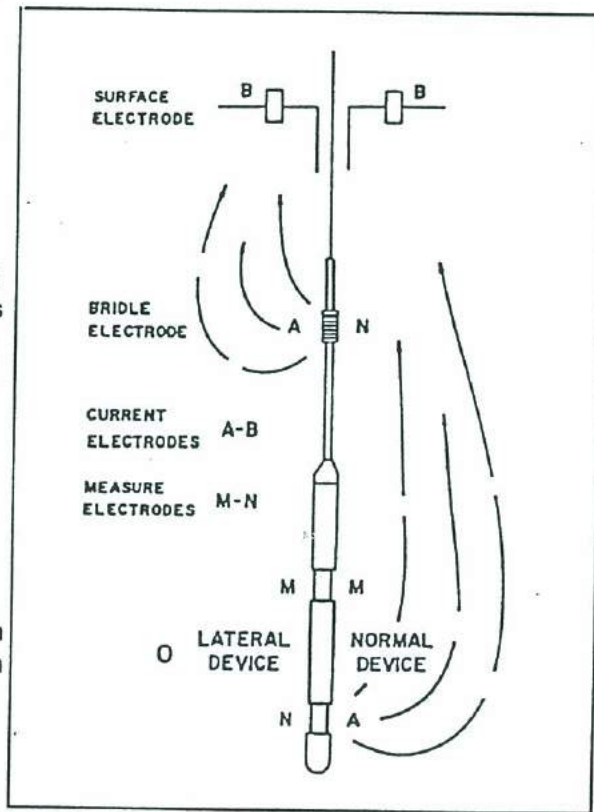 B B
SURFACE
ELECTRODE
S
BRIDLE
ELECTRODE
A N
CURRENT
ELECTRODES
A-B
MEASURE
ELECTRODES
M-N
M M
O
LATERAL
DEVICE
NORMAL
DEVICE
N A